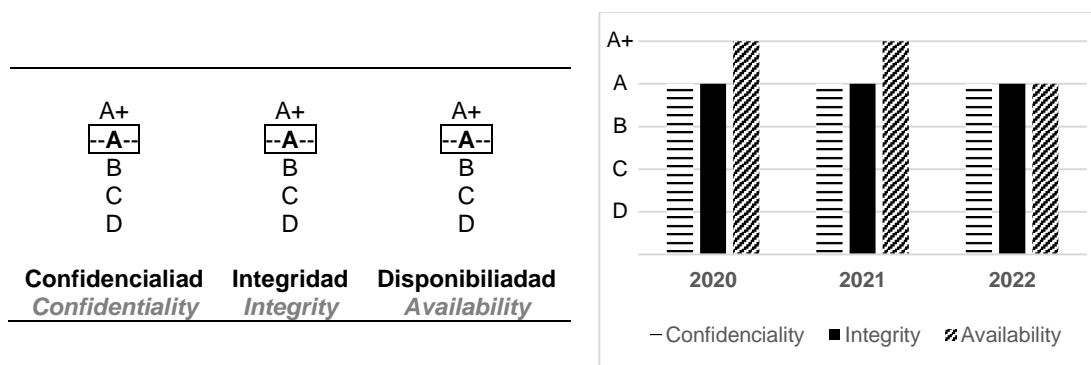 A+ A+ A+
--A-- --A-- --A--
B B B
C C C
D D D
Confidencialiad Integridad Disponibiliadad
Confidentiality Integrity Availability
A+
A
B
C
D
2020 2021 2022
Confidenciality Integrity Availability